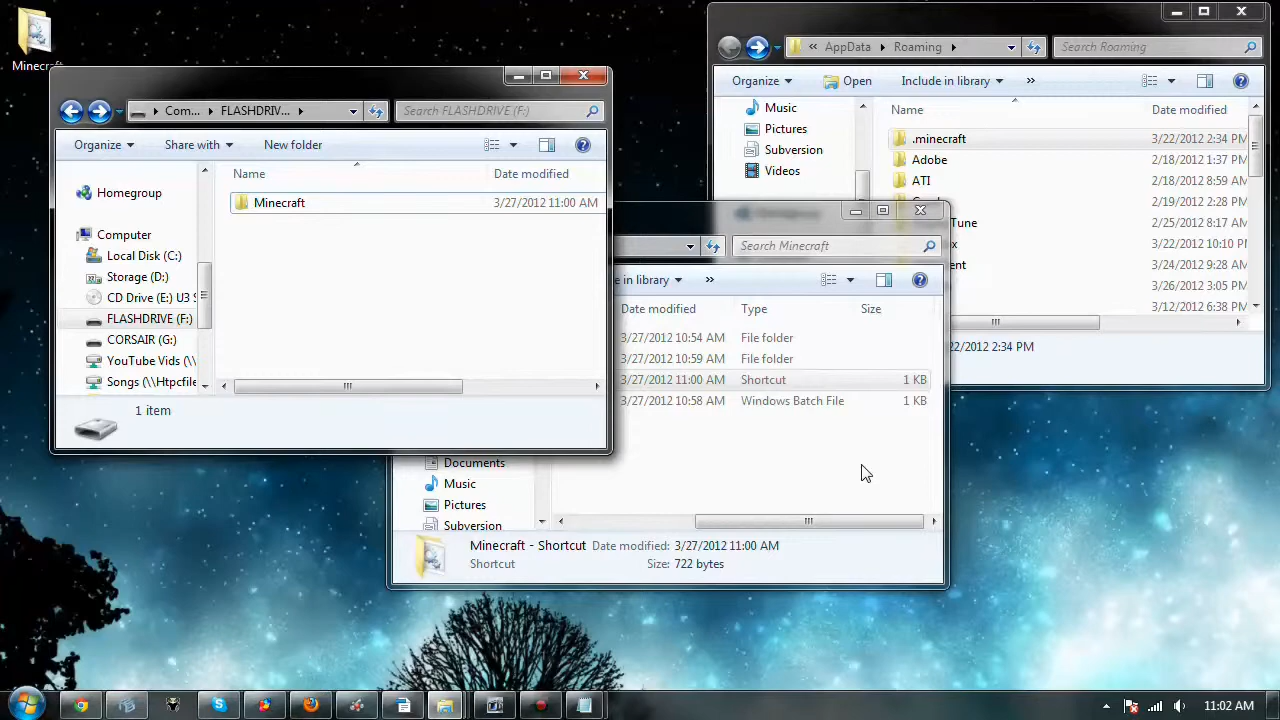 Minecraft
Com...
FLASHDRIV...
Search FLASHDRIVE (F:)
Organize
Share with
New folder
Name
Date modified
Homegroup
Minecraft
3/27/2012 11:00 AM
Computer
Local Disk (C:)
Storage (D:)
CD Drive (E:) U3 S
FLASHDRIVE (F:)
CORSAIR (G:)
YouTube Vids (\\
Songs (\\Htpcfile
1 item
AppData
Roaming
Search Roaming
Organize
Open
Include in library
»
Name
Date modified
Music
Pictures
Subversion
Videos
.minecraft
3/22/2012 2:34 PM
Adobe
2/18/2012 1:37 PM
ATI
2/18/2012 8:59 AM
2/19/2012 2:28 PM
Tune
2/25/2012 8:17 AM
3/22/2012 10:10 PM
3/24/2012 9:28 AM
3/26/2012 3:05 PM
3/12/2012 6:38 PM
22/2012 2:34 PM
Search Minecraft
e in library
»
Date modified
Type
Size
3/27/2012 10:54 AM
File folder
3/27/2012 10:59 AM
File folder
3/27/2012 11:00 AM
Shortcut
1 KB
3/27/2012 10:58 AM
Windows Batch File
1 KB
Documents
Music
Pictures
Subversion
Minecraft - Shortcut
Date modified: 3/27/2012 11:00 AM
Shortcut
Size: 722 bytes
11:02 AM